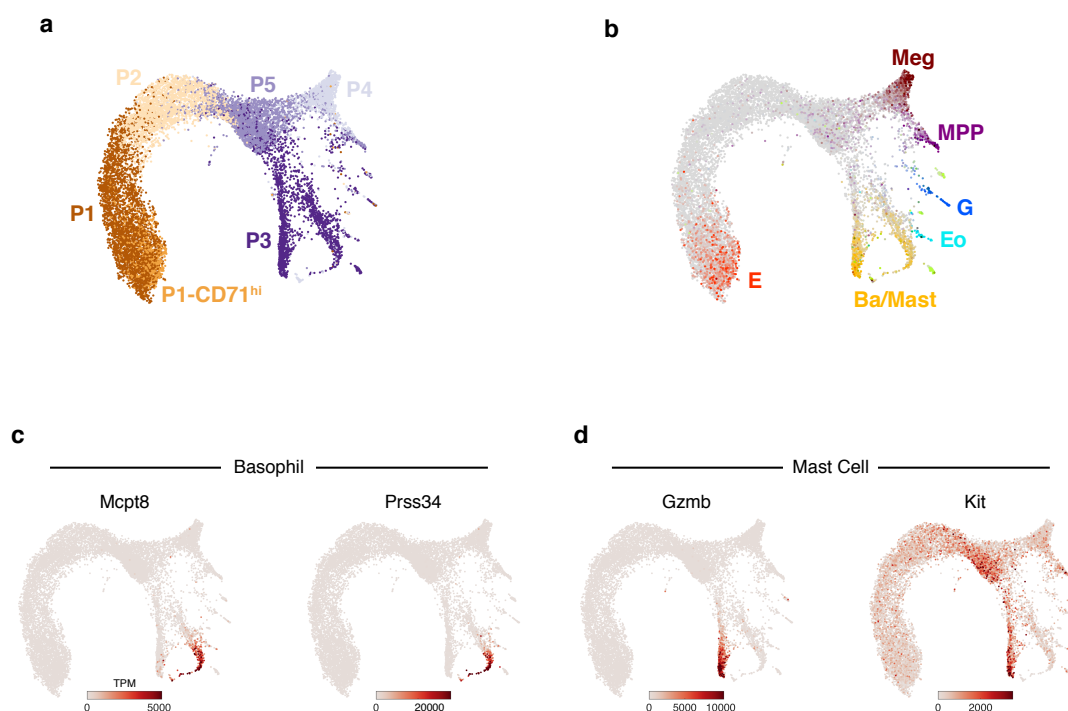 a
P2
P5
P4
P1
P3
P1-CD71hi
b
Meg
MPP
G
Eo
E
Ba/Mast
c
Basophil
Mcpt8
Prss34
TPM
0 5000
0 20000
d
Mast Cell
Gzmb
Kit
0 5000 10000
0 2000